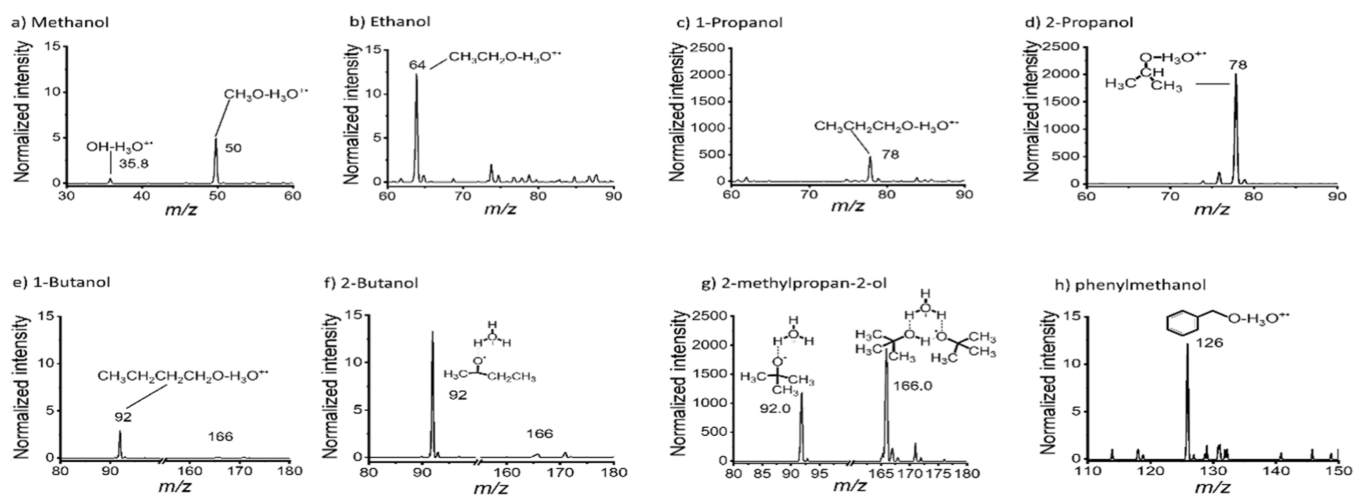 a) Methanol
Normalized intensity
15
10
5
0
CH₃O-H₃O⁺•
OH-H₃O⁺•
35.8
50
30 40 50 60
m/z
b) Ethanol
Normalized intensity
15
10
5
0
64
CH₃CH₂O-H₃O⁺•
60 70 80 90
m/z
c) 1-Propanol
Normalized intensity
2500
2000
1500
1000
500
0
CH₃CH₂CH₂O-H₃O⁺•
78
60 70 80 90
m/z
d) 2-Propanol
Normalized intensity
2500
2000
1500
1000
500
0
O-H₃O⁺•
CH
H₃C CH₃
78
60 70 80 90
m/z
e) 1-Butanol
Normalized intensity
15
10
5
0
CH₃CH₂CH₂CH₂O-H₃O⁺•
92
166
80 90 170 180
m/z
f) 2-Butanol
Normalized intensity
15
10
5
0
H
O
H H
O•
H₃C CH₂CH₃
92
166
80 90 170 180
m/z
g) 2-methylpropan-2-ol
Normalized intensity
2500
2000
1500
1000
500
0
H
O
H H
O•
H₃C CH₃
CH₃
92.0
H
O
H H
H₃C O H O CH₃
H₃C CH₃ H₃C CH₃
166.0
80 85 90 95 161 166 171 175 180
m/z
h) phenylmethanol
Normalized intensity
15
10
5
0
O-H₃O⁺•
126
110 120 130 140 150
m/z